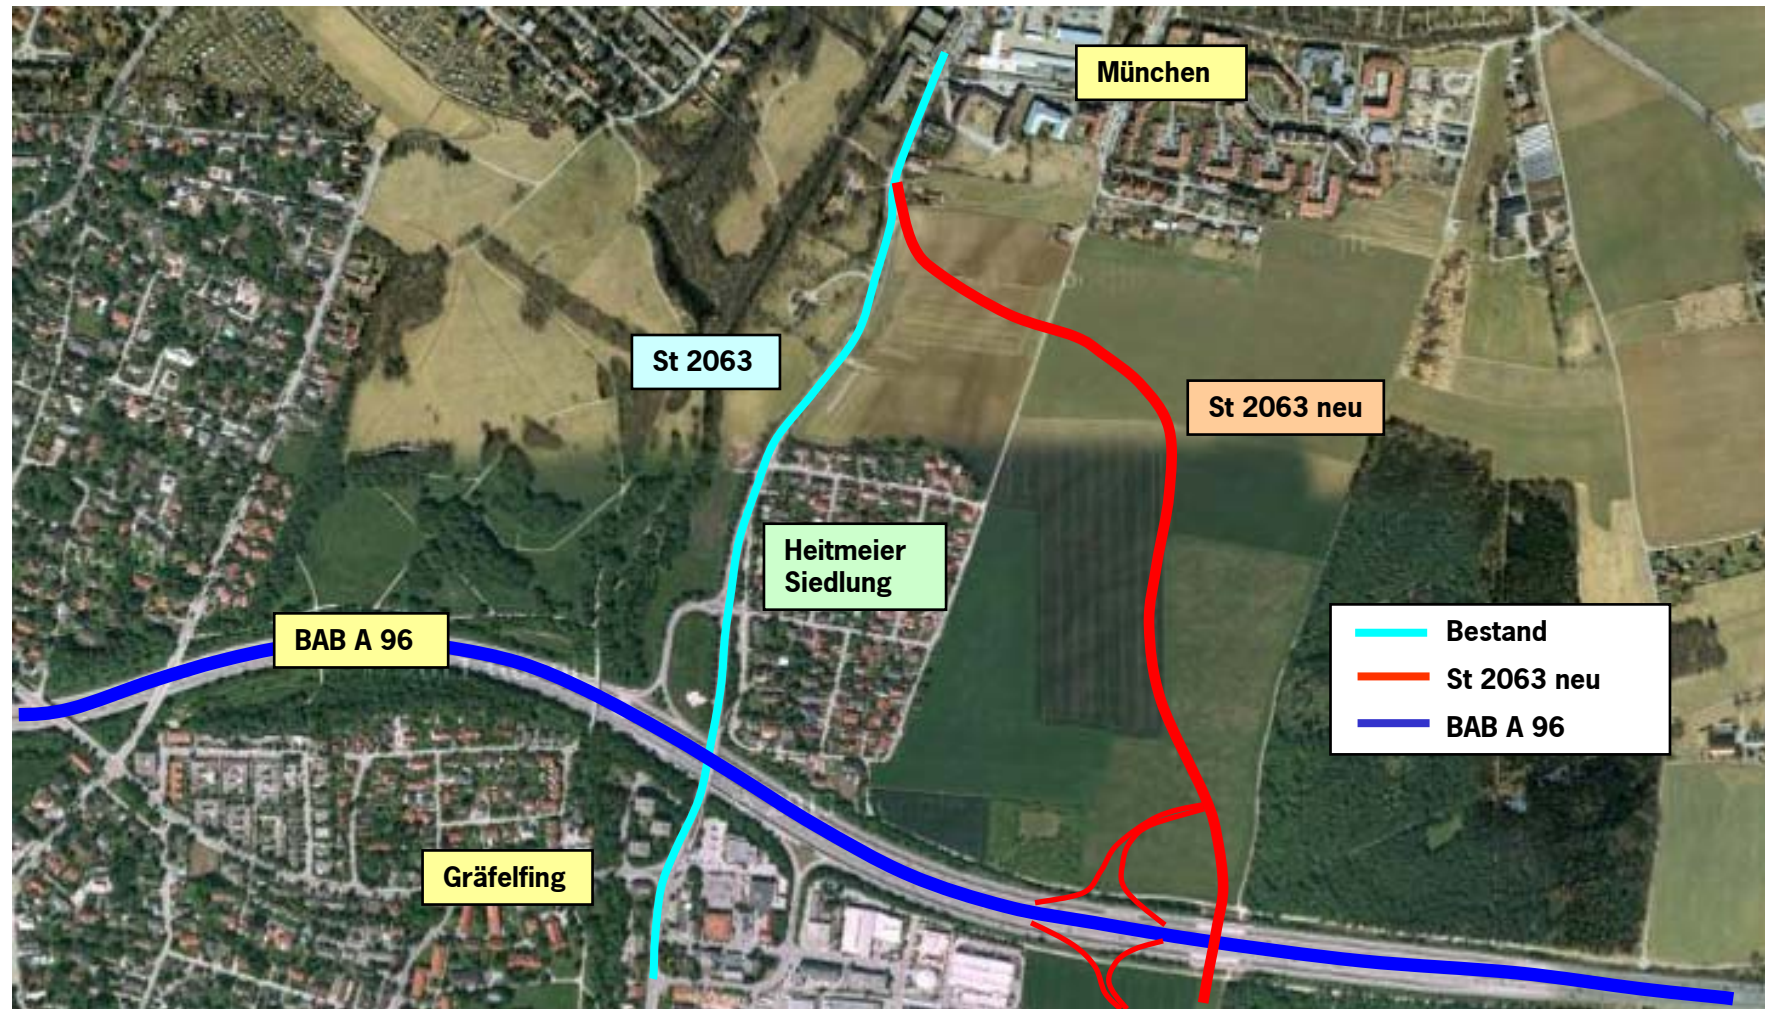 München
St 2063
St 2063 neu
Heitmeier
Siedlung
BAB A 96
Bestand
St 2063 neu
BAB A 96
Gräfelfing